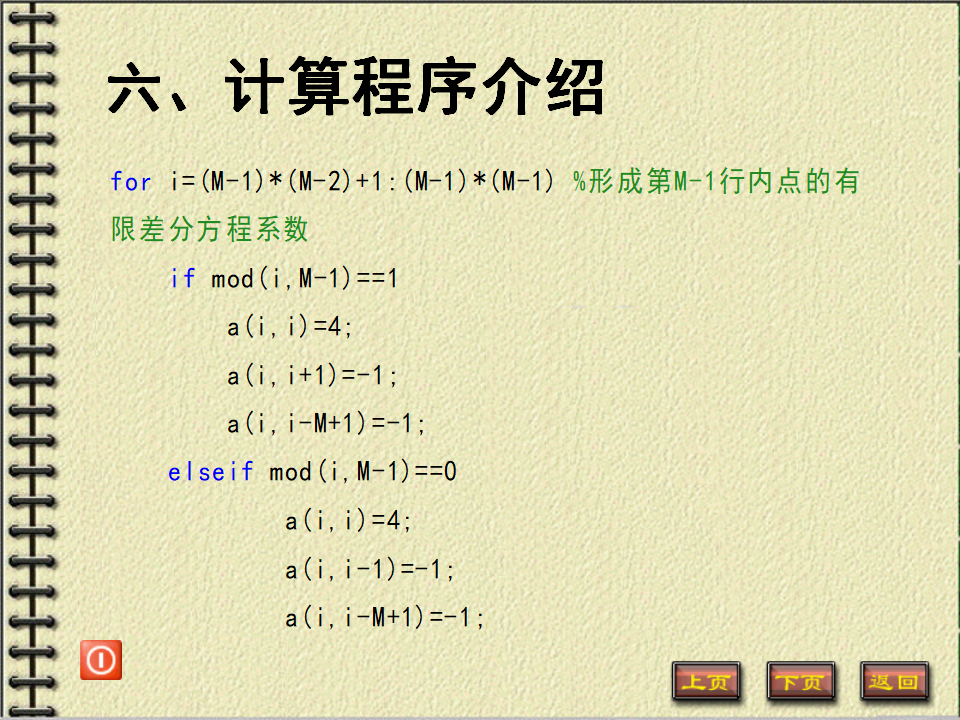 六、计算程序介绍
for i=(M-1)*(M-2)+1:(M-1)*(M-1) %形成第M-1行内点的有
限差分方程系数
if mod(i,M-1)==1
a(i,i)=4;
a(i,i+1)=-1;
a(i,i-M+1)=-1;
elseif mod(i,M-1)==0
a(i,i)=4;
a(i,i-1)=-1;
a(i,i-M+1)=-1;
上页 下页 返回